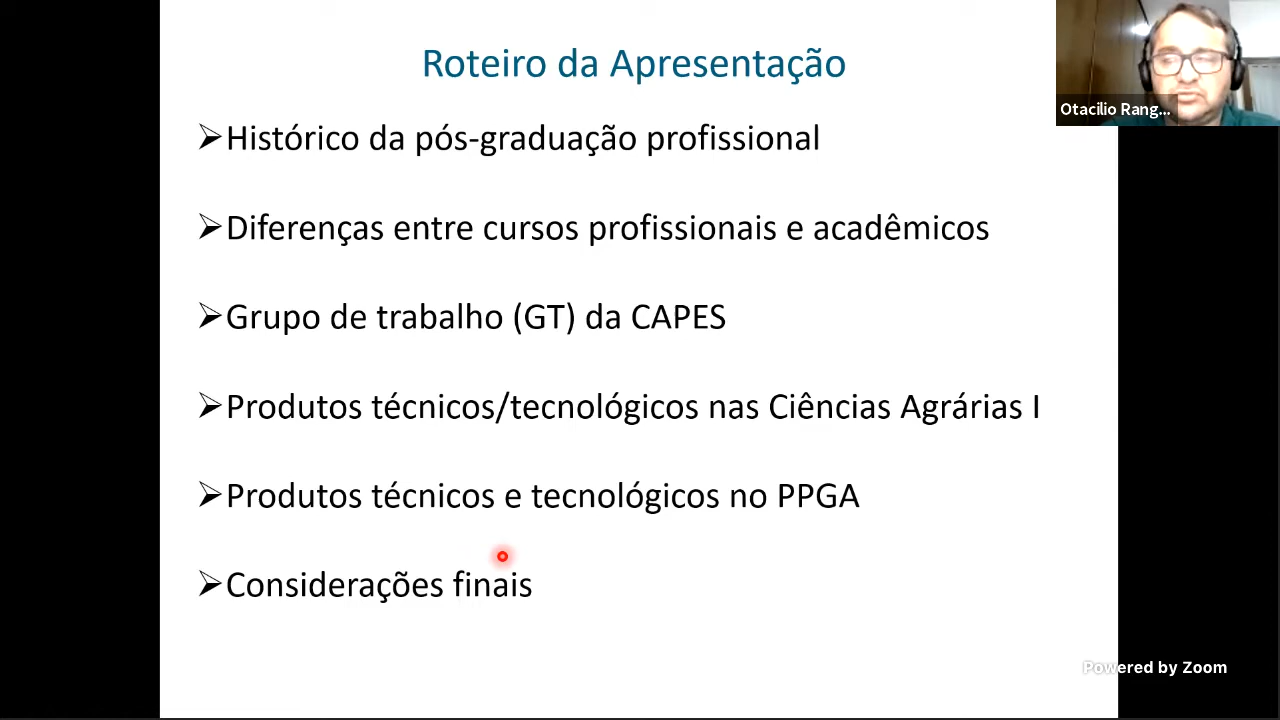 Roteiro da Apresentação
Otacilio Rang...
Histórico da pós-graduação profissional
Diferenças entre cursos profissionais e acadêmicos
Grupo de trabalho (GT) da CAPES
Produtos técnicos/tecnológicos nas Ciências Agrárias I
Produtos técnicos e tecnológicos no PPGA
Considerações finais
Powered by Zoom